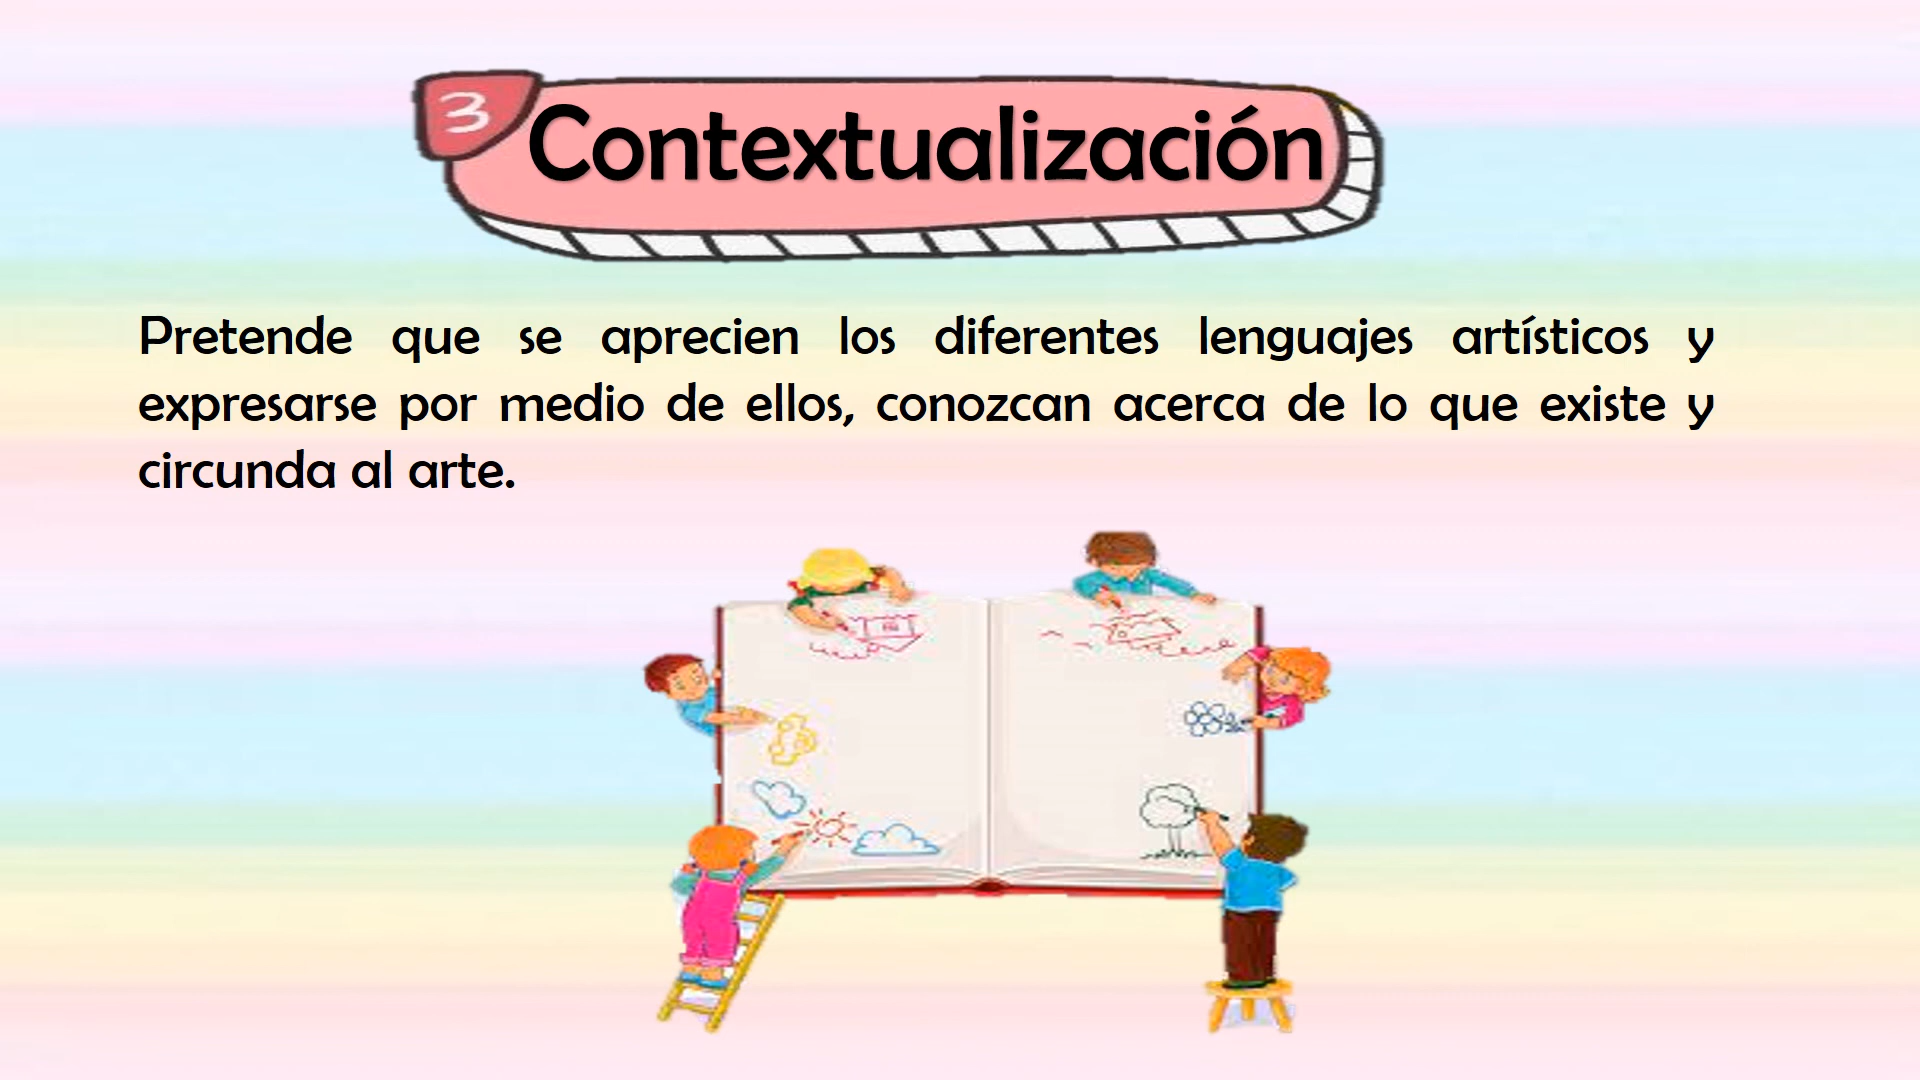 3
Contextualización
Pretende que se aprecien los diferentes lenguajes artísticos y
expresarse por medio de ellos, conozcan acerca de lo que existe y
circunda al arte.